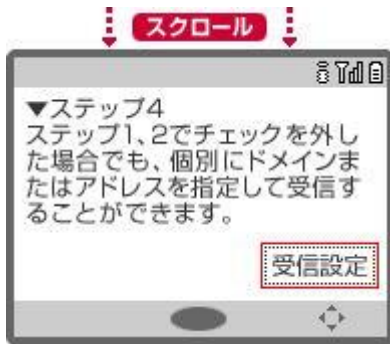 スクロール
▼ステップ4
ステップ1、2でチェックを外し
た場合でも、個別にドメインま
たはアドレスを指定して受信す
ることができます。
受信設定